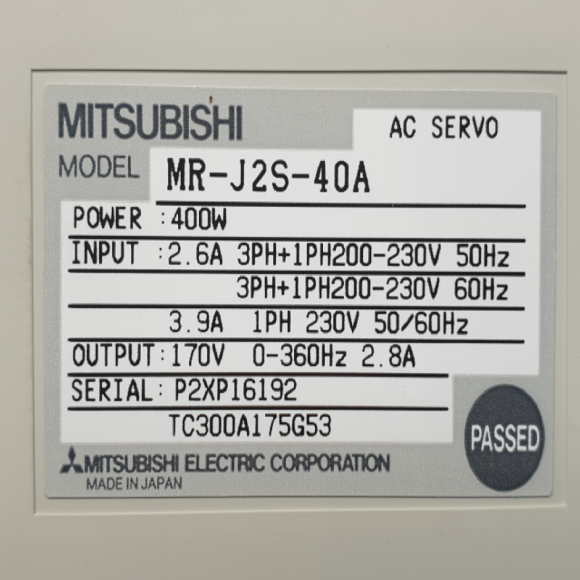 MITSUBISHI
AC SERVO
MODEL MR-J2S-40A
POWER :400W
INPUT :2.6A 3PH+1PH200-230V 50Hz
3PH+1PH200-230V 60Hz
3.9A 1PH 230V 50/60Hz
OUTPUT:170V 0-360Hz 2.8A
SERIAL: P2XP16192
TC300A175G53
PASSED
MITSUBISHI ELECTRIC CORPORATION
MADE IN JAPAN